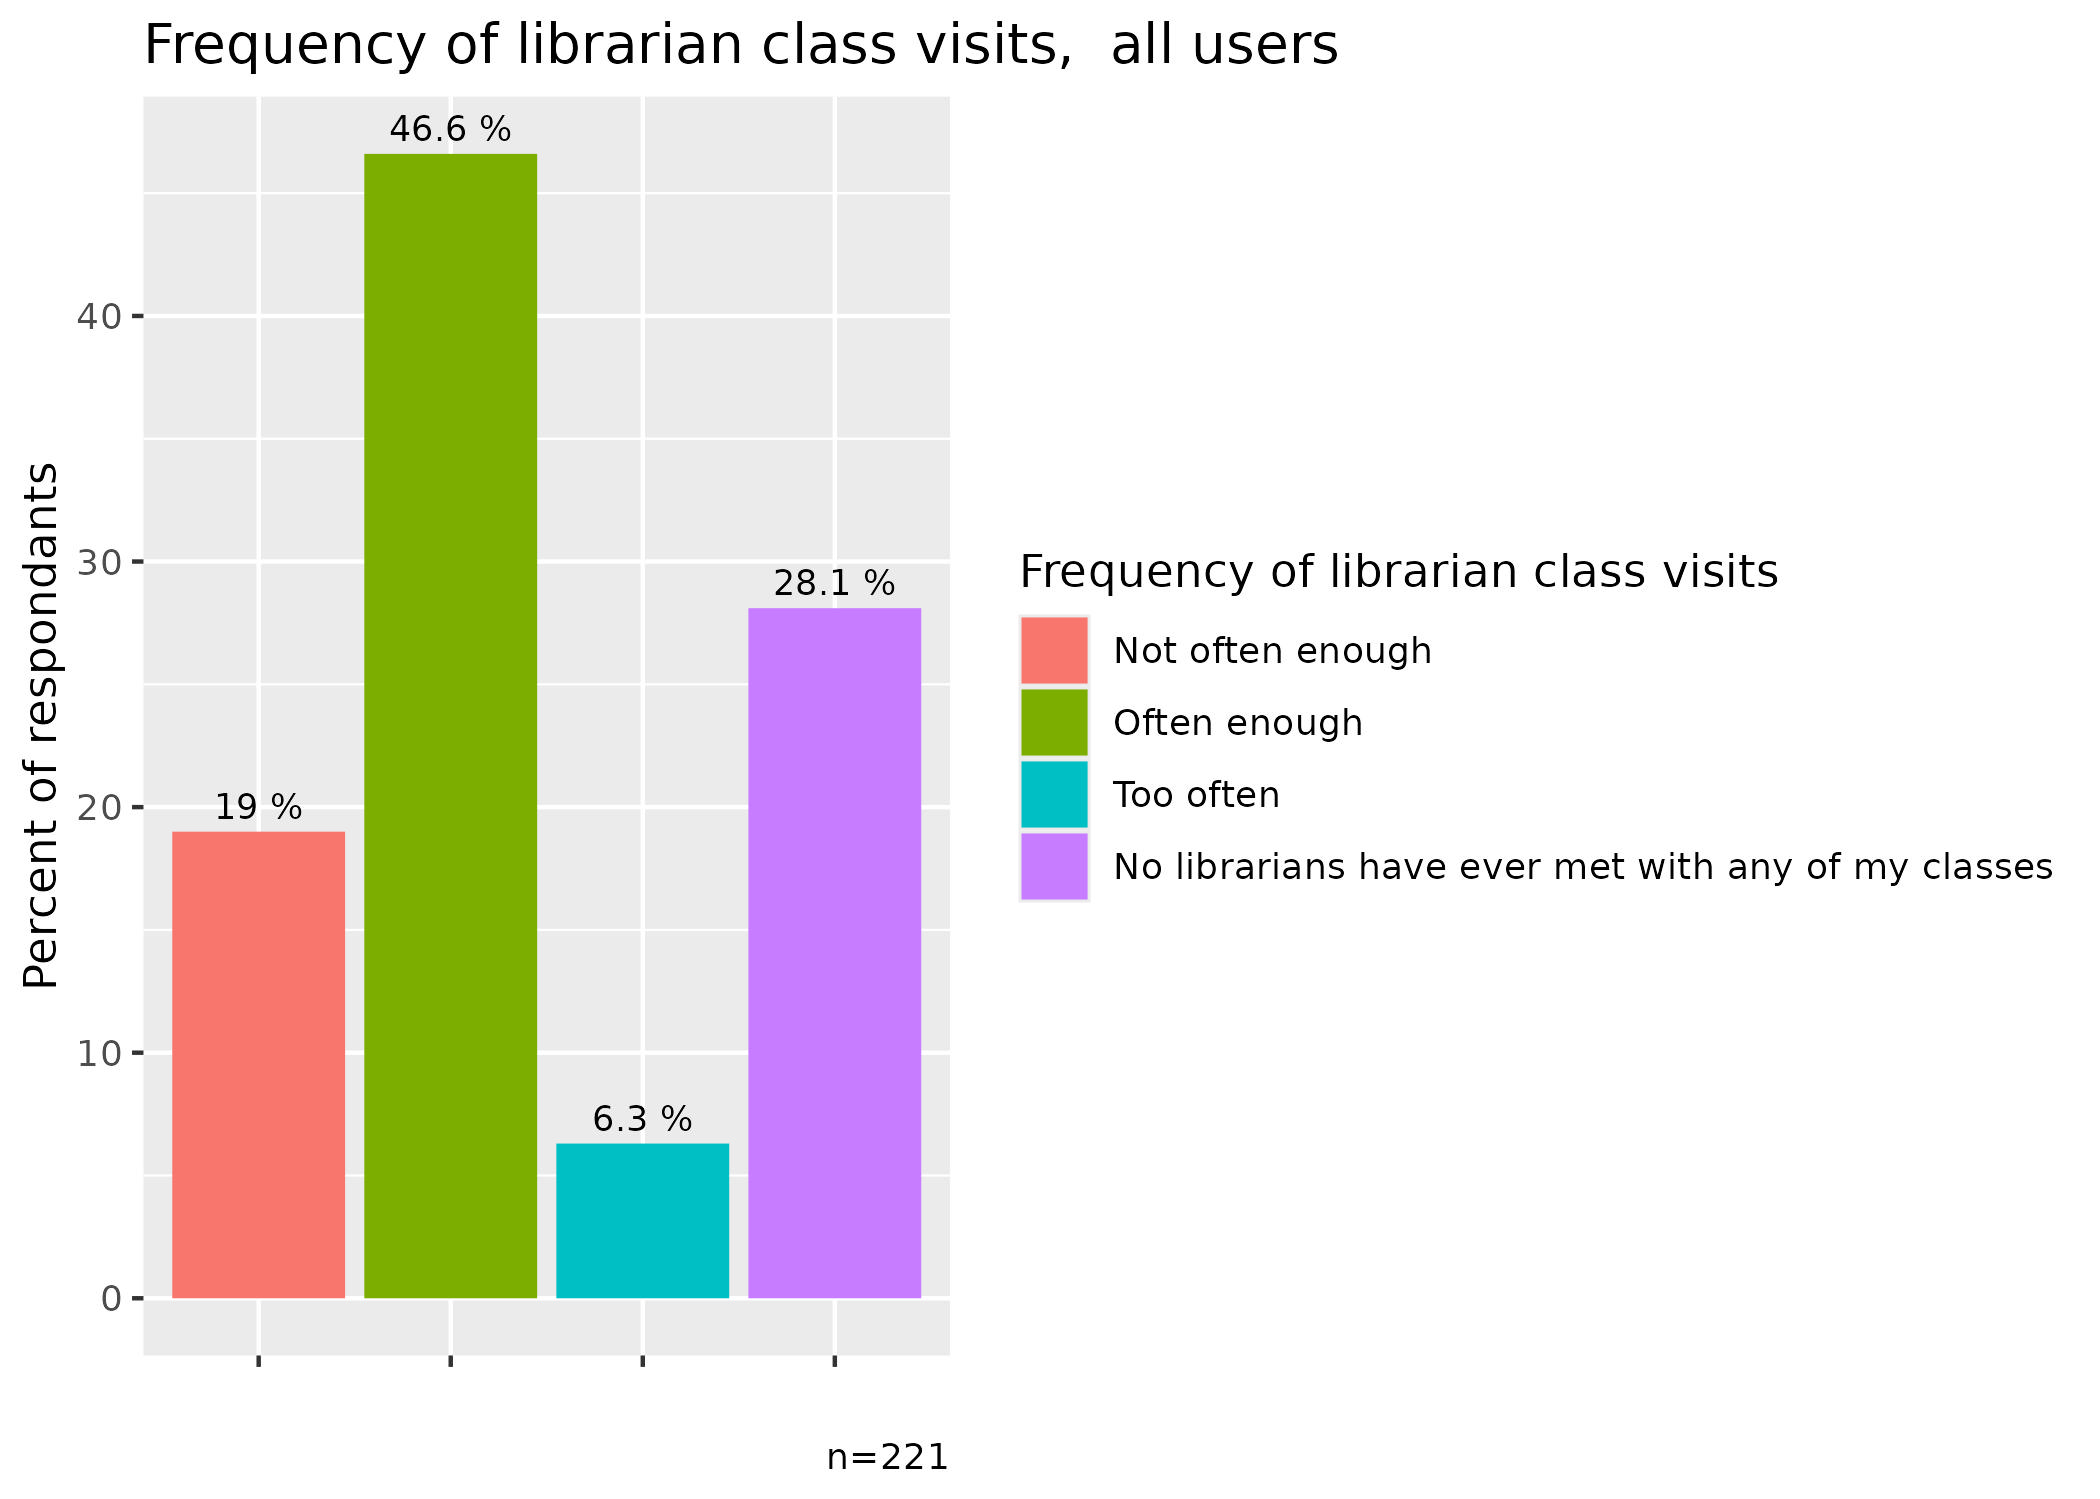 Frequency of librarian class visits,  all users
Percent of respondants
40
30
20
10
0
46.6 %
28.1 %
19 %
6.3 %
Frequency of librarian class visits
Not often enough
Often enough
Too often
No librarians have ever met with any of my classes
n=221